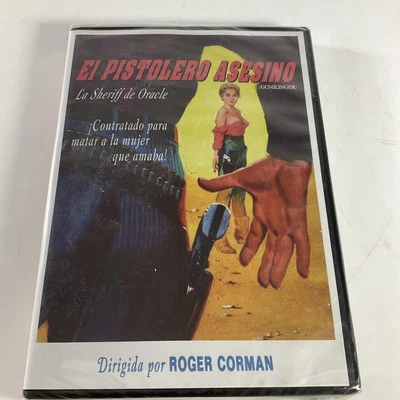 El PISTOLERO ASESINO
(GUNSLINGER)
La Sheriff de Oracle
¡Contratado para
matar a la mujer
que amaba!
Dirigida por ROGER CORMAN